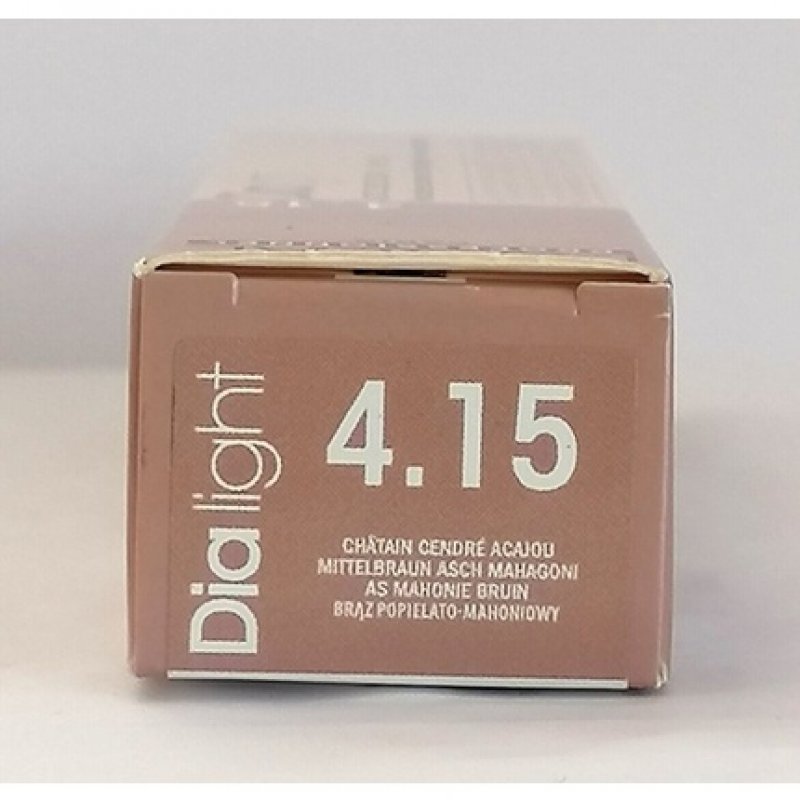 Dia light
4.15
CHÂTAIN CENDRÉ ACAJOU
MITTELBRAUN ASCH MAHAGONI
AS MAHONIE BRUIN
BRĄZ POPIELATO-MAHONIOWY